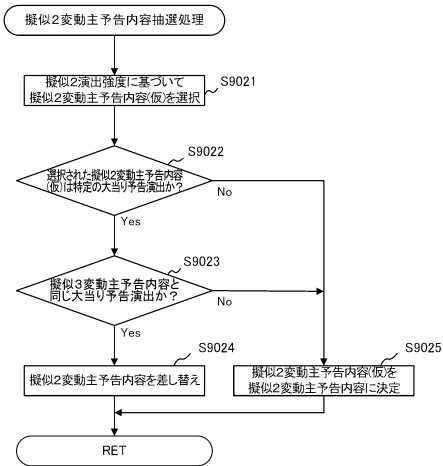 擬似２変動主予告内容抽選処理
S9021
擬似２演出強度に基づいて
擬似２変動主予告内容(仮)を選択
S9022
選択された擬似２変動主予告内容
(仮)は特定の大当り予告演出か？
No
Yes
S9023
擬似３変動主予告内容と
同じ大当り予告演出か？
No
Yes
S9024
擬似２変動主予告内容を差し替え
S9025
擬似２変動主予告内容(仮)を
擬似２変動主予告内容に決定
RET